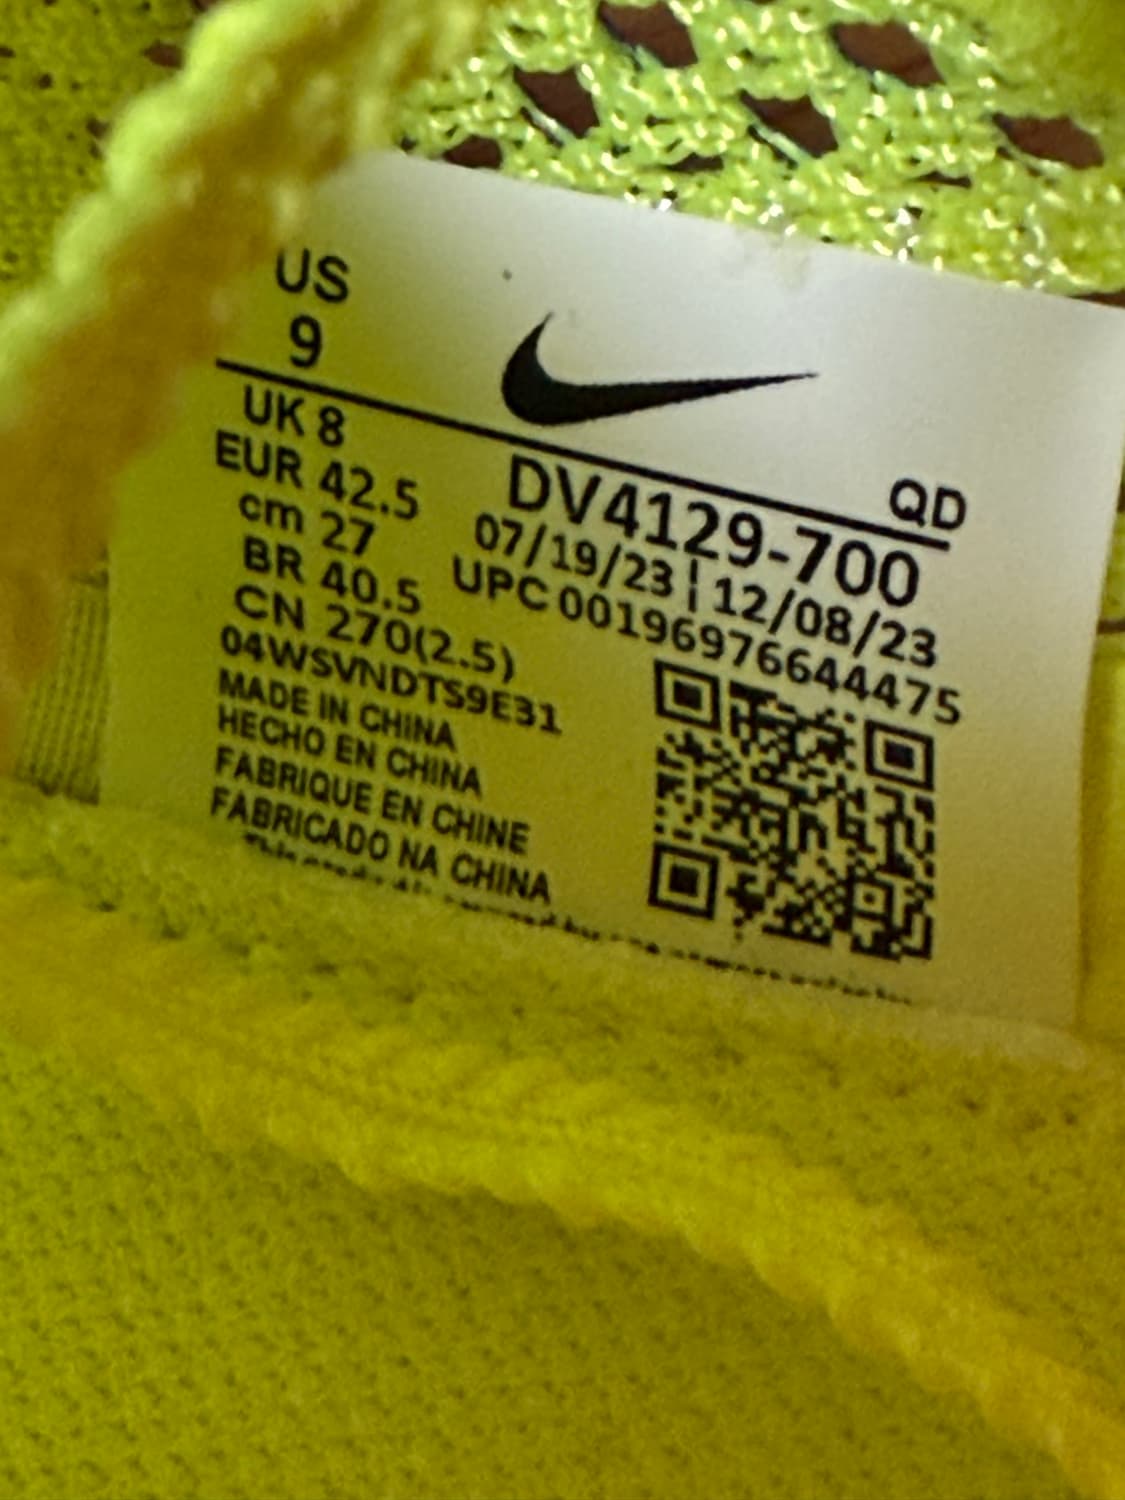 US
9
QD
UK 8
EUR 42.5
cm 27
BR 40.5
CN 270(2.5)
04WSVNDTS9E31
MADE IN CHINA
HECHO EN CHINA
FABRIQUE EN CHINE
FABRICADO NA CHINA
DV4129-700
07/19/23 | 12/08/23
UPC 00196976644475